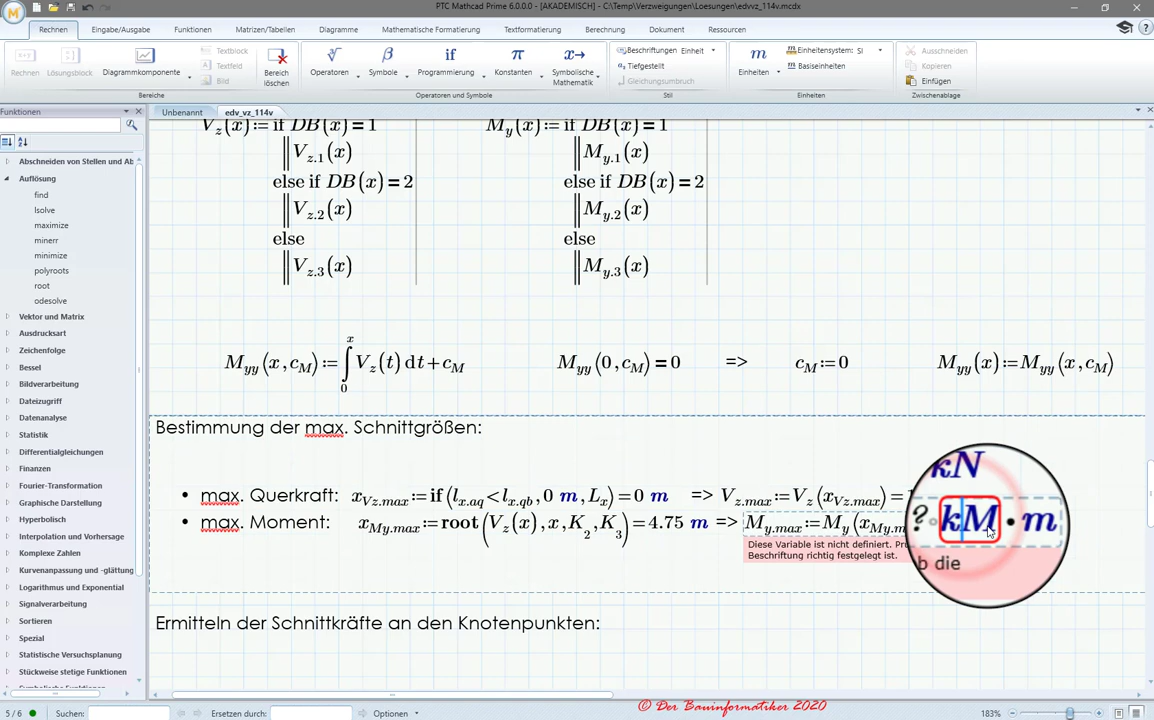 PTC Mathcad Prime 6.0.0.0 - [AKADEMISCH] - C:\Temp\Verzweigungen\Loesungen\edvvz_114v.mcdx
Rechnen Eingabe/Ausgabe Funktionen Matrizen/Tabellen Diagramme Mathematische Formatierung Textformatierung Berechnung Dokument Ressourcen
Rechnen Lösungsblock Diagrammkomponente Textblock Textfeld Bild Bereich löschen
Operatoren Symbole Programmierung Konstanten Symbolische Mathematik
Beschriftungen Einheit
Tiefgestellt
Gleichungsumbruch
Einheiten Einheitensystem: SI
Basiseinheiten
Ausschneiden
Kopieren
Einfügen
Bereiche Operatoren und Symbole Stil Einheiten Zwischenablage
Funktionen
Unbenannt edv_vz_114v
Abschneiden von Stellen und Ab
Auflösung
find
lsolve
maximize
minerr
minimize
polyroots
root
odesolve
Vektor und Matrix
Ausdrucksart
Zeichenfolge
Bessel
Bildverarbeitung
Dateizugriff
Datenanalyse
Statistik
Differentialgleichungen
Finanzen
Fourier-Transformation
Graphische Darstellung
Hyperbolisch
Interpolation und Vorhersage
Komplexe Zahlen
Kurvenanpassung und -glättung
Logarithmus und Exponential
Signalverarbeitung
Sortieren
Spezial
Statistische Versuchsplanung
Stückweise stetige Funktionen
V_z(x):=if DB(x)=1
‖V_z.1(x)
else if DB(x)=2
‖V_z.2(x)
else
‖V_z.3(x)
M_y(x):=if DB(x)=1
‖M_y.1(x)
else if DB(x)=2
‖M_y.2(x)
else
‖M_y.3(x)
M_yy(x,c_M):=∫_0^x V_z(t) dt+c_M M_yy(0,c_M)=0 => c_M:=0 M_yy(x):=M_yy(x,c_M)
Bestimmung der max. Schnittgrößen:
• max. Querkraft: x_Vz.max:=if(l_x.aq<l_x.qb,0 m,L_x)=0 m => V_z.max:=V_z(x_Vz.max)= kN
• max. Moment: x_My.max:=root(V_z(x),x,K_2,K_3)=4.75 m => M_y.max:=M_y(x_My.m ? kM•m
Diese Variable ist nicht definiert. b die
Beschriftung richtig festgelegt ist.
Ermitteln der Schnittkräfte an den Knotenpunkten:
5 / 6 Suchen: Ersetzen durch: Optionen 183%
© Der Bauinformatiker 2020